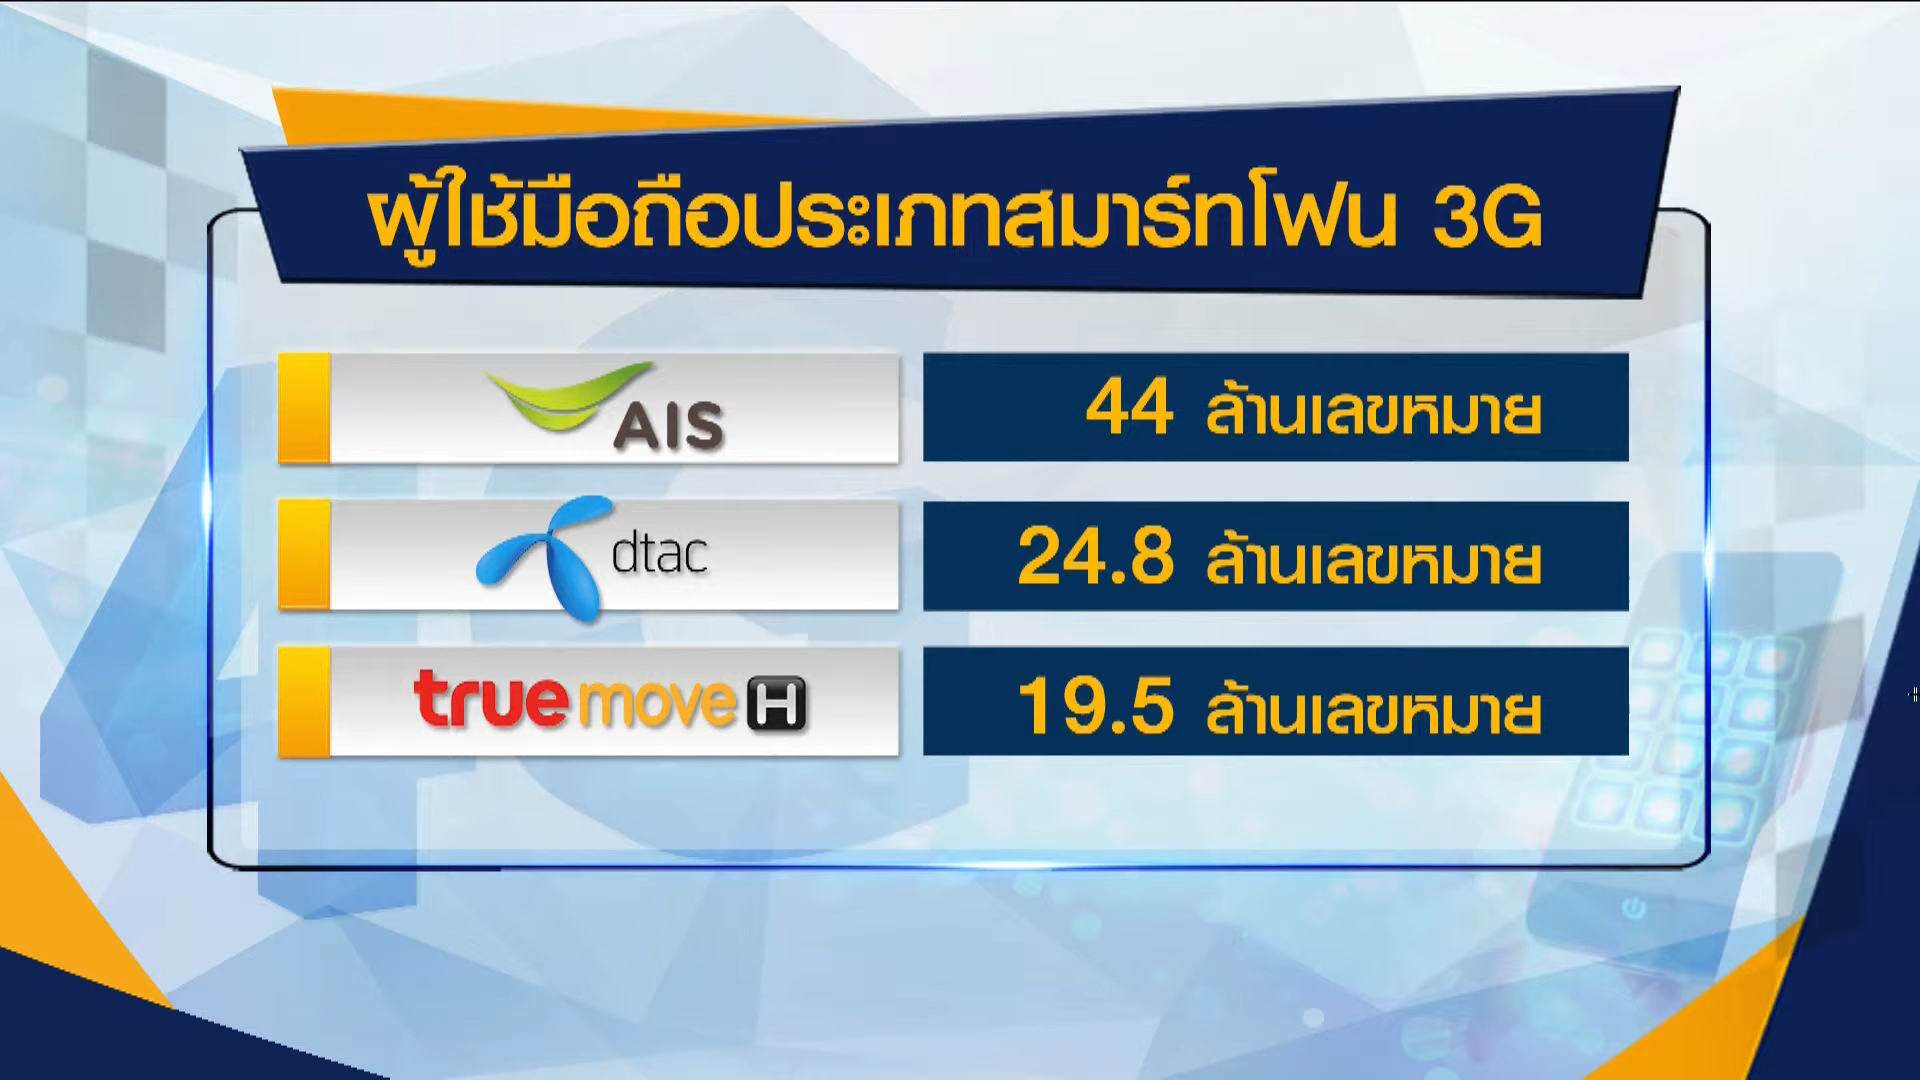 ผู้ใช้มือถือประเภทสมาร์ทโฟน 3G
AIS 44 ล้านเลขหมาย
dtac 24.8 ล้านเลขหมาย
true move H 19.5 ล้านเลขหมาย
4G